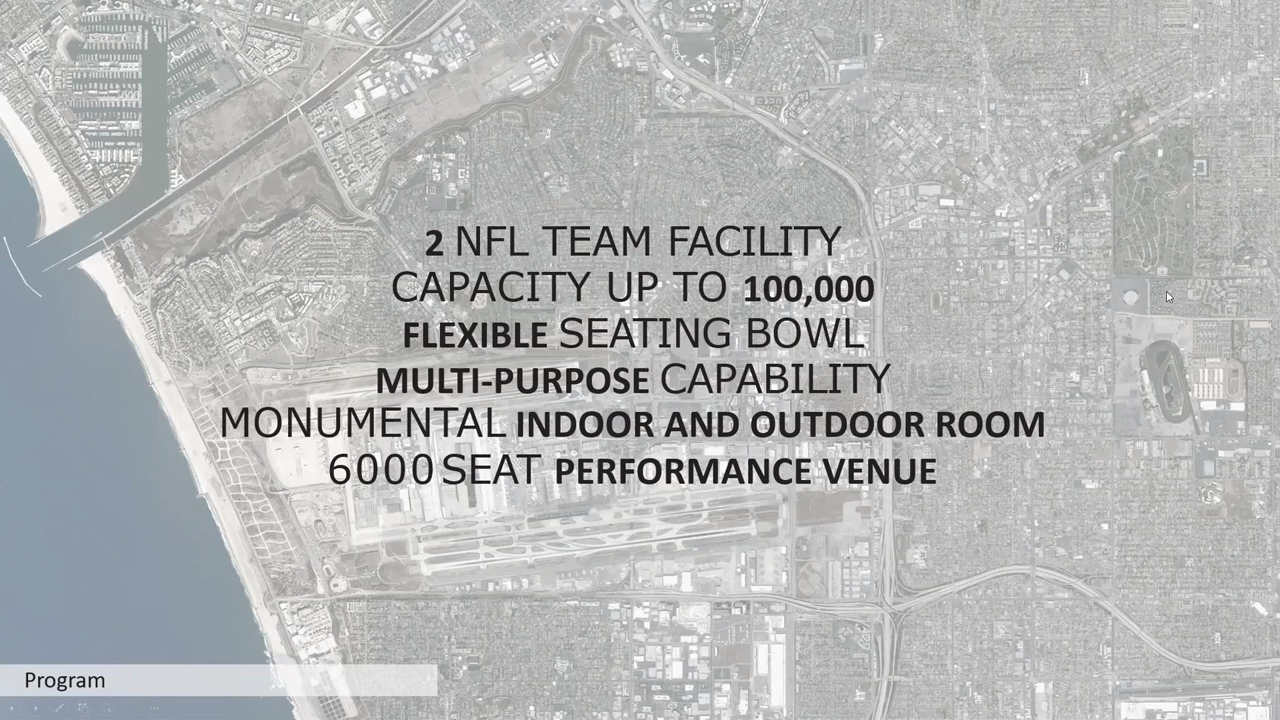 2 NFL TEAM FACILITY
CAPACITY UP TO 100,000
FLEXIBLE SEATING BOWL
MULTI-PURPOSE CAPABILITY
MONUMENTAL INDOOR AND OUTDOOR ROOM
6000 SEAT PERFORMANCE VENUE
Program